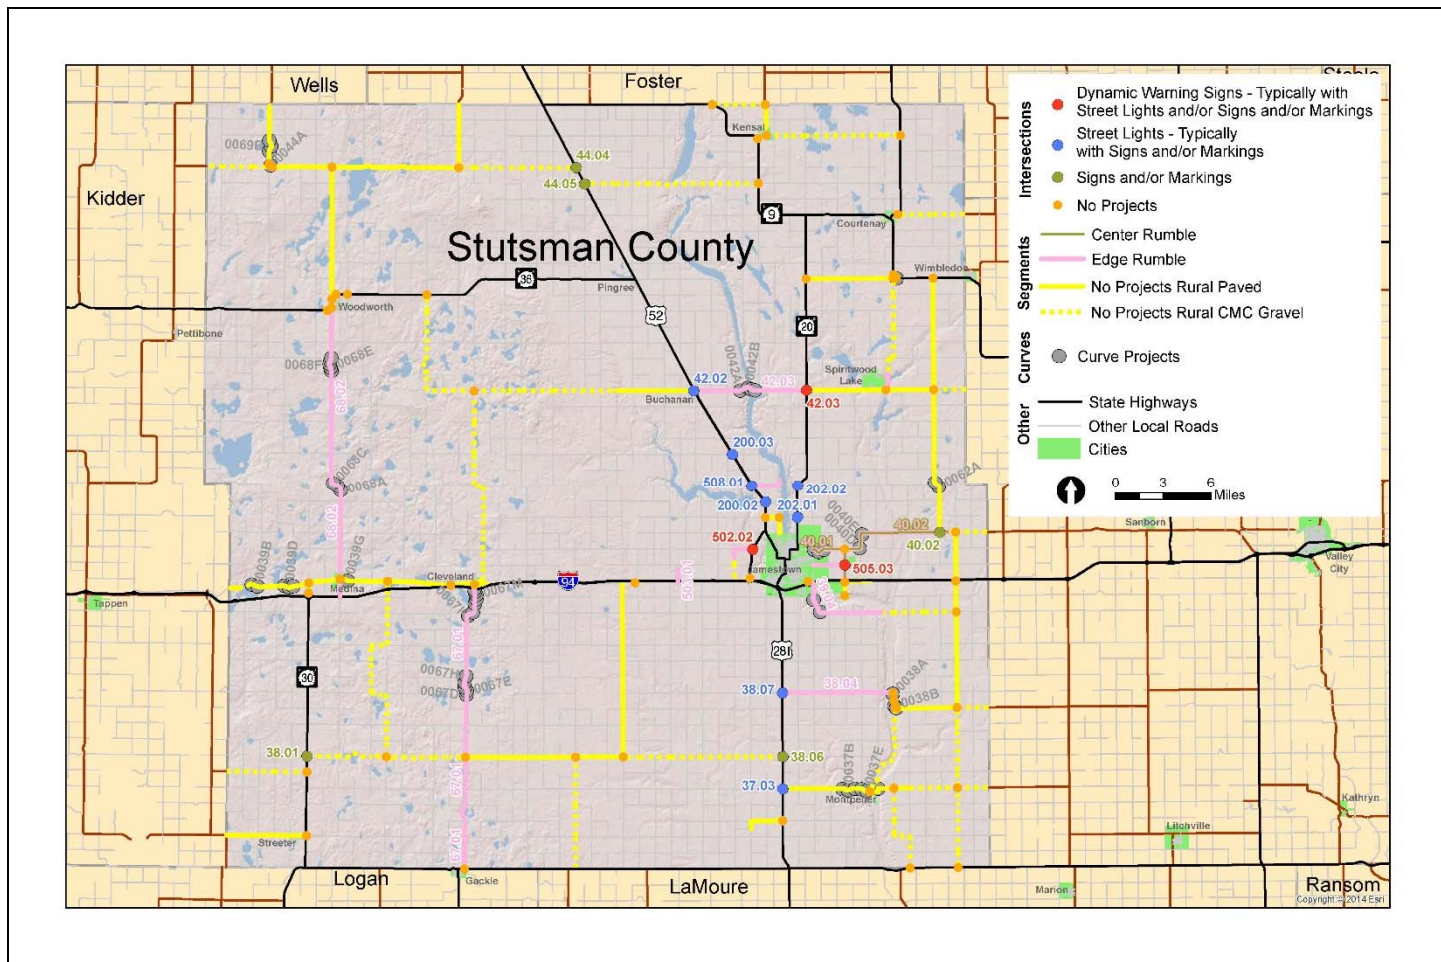 Wells
Foster
Steele
Kidder
Stutsman County
Logan
LaMoure
Ransom
Copyright © 2014 Esri
Intersections
Dynamic Warning Signs - Typically with
Street Lights and/or Signs and/or Markings
Street Lights - Typically
with Signs and/or Markings
Signs and/or Markings
No Projects
Segments
Center Rumble
Edge Rumble
No Projects Rural Paved
No Projects Rural CMC Gravel
Curves
Curve Projects
Other
State Highways
Other Local Roads
Cities
0 3 6
Miles
Kensal
0044A
44.04
44.05
9
Courtenay
Wimbledon
36
Pingree
Woodworth
52
Pettibone
20
0068F
0068E
0042A
0042B
68.02
42.02
42.03
Spiritwood
Lake
Buchanan
42.03
200.03
0068A
508.01
202.02
0062A
200.02
202.01
68.02
502.02
40.01
40.02
40.02
Sanborn
Valley
City
0039B
0039D
0039G
Cleveland
Jamestown
505.03
Medina
94
Tappen
67.01
281
30
0067H
0067D
0067E
38.07
38.04
0038A
0038B
38.01
38.06
67.01
37.03
0037B
0037E
Montpelier
Kathryn
Litchville
Streeter
67.01
Gackle
Marion